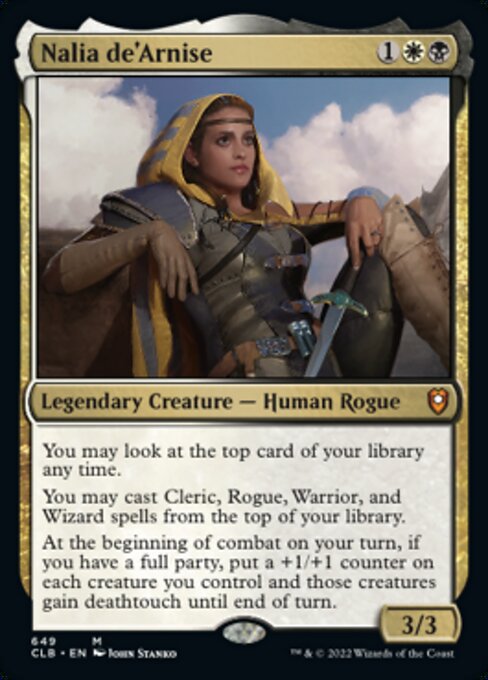 Nalia de'Arnise 1
Legendary Creature — Human Rogue
You may look at the top card of your library
any time.
You may cast Cleric, Rogue, Warrior, and
Wizard spells from the top of your library.
At the beginning of combat on your turn, if
you have a full party, put a +1/+1 counter on
each creature you control and those creatures
gain deathtouch until end of turn.
3/3
649 M
CLB • EN John Stanko ™ & © 2022 Wizards of the Coast